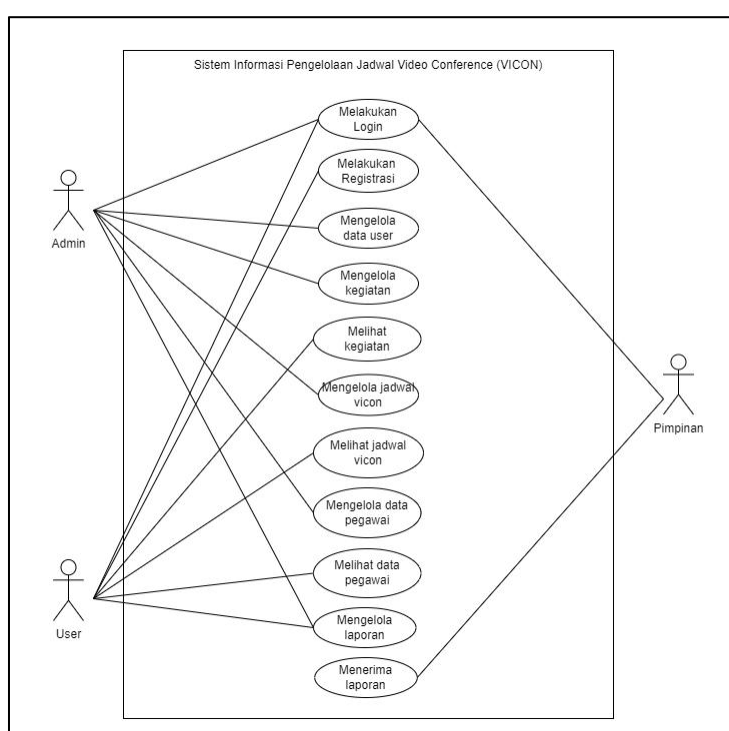 Sistem Informasi Pengelolaan Jadwal Video Conference (VICON)
Melakukan
Login
Melakukan
Registrasi
Admin
Mengelola
data user
Mengelola
kegiatan
Melihat
kegiatan
Mengelola jadwal
vicon
Pimpinan
Melihat jadwal
vicon
Mengelola data
pegawai
Melihat data
pegawai
User
Mengelola
laporan
Menerima
laporan